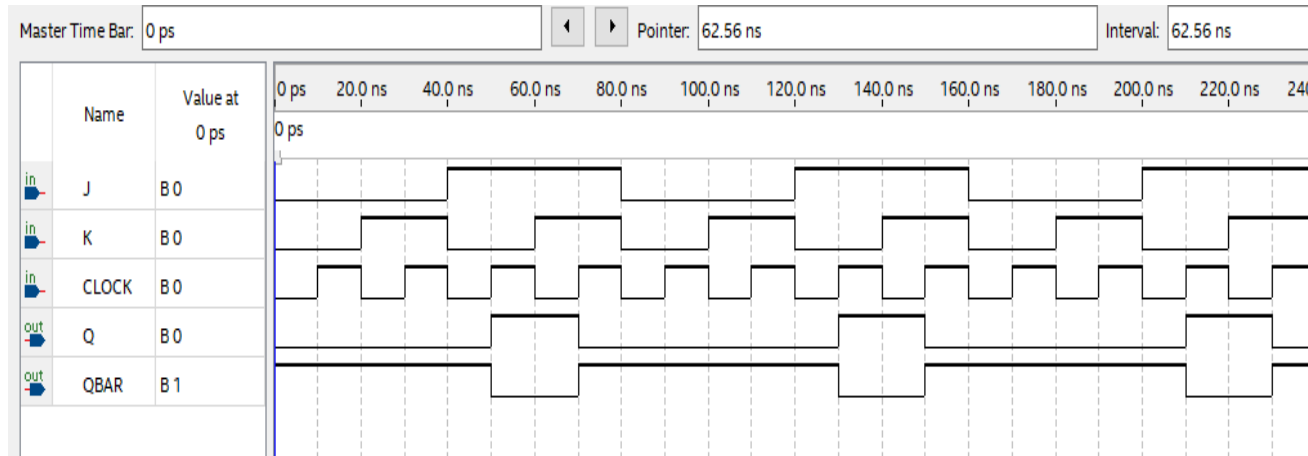 Master Time Bar: 0 ps Pointer: 62.56 ns Interval: 62.56 ns
Name Value at 0 ps
0 ps 20.0 ns 40.0 ns 60.0 ns 80.0 ns 100.0 ns 120.0 ns 140.0 ns 160.0 ns 180.0 ns 200.0 ns 220.0 ns 240
0 ps
in J B 0
in K B 0
in CLOCK B 0
out Q B 0
out QBAR B 1